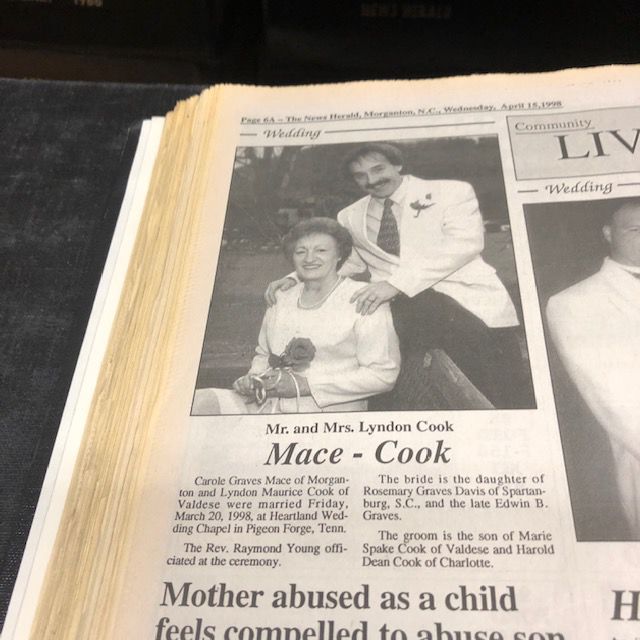 1988
NEWS HERALD
Page 6A – The News Herald, Morganton, N.C., Wednesday, April 15, 1998
Wedding
Mr. and Mrs. Lyndon Cook
Mace - Cook
Carole Graves Mace of Morgan-
ton and Lyndon Maurice Cook of
Valdese were married Friday,
March 20, 1998, at Heartland Wed-
ding Chapel in Pigeon Forge, Tenn.
The Rev. Raymond Young offi-
ciated at the ceremony.
The bride is the daughter of
Rosemary Graves Davis of Spartan-
burg, S.C., and the late Edwin B.
Graves.
The groom is the son of Marie
Spake Cook of Valdese and Harold
Dean Cook of Charlotte.
Mother abused as a child
feels compelled to abuse son
Community
LIV
Wedding
H